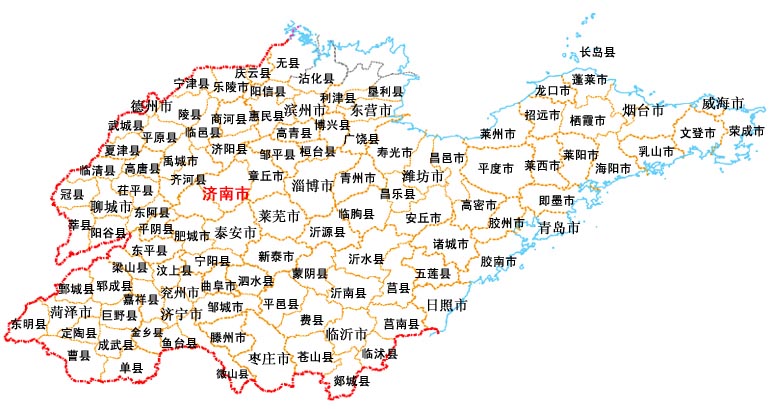 长岛县
无县
庆云县
蓬莱市
宁津县
乐陵市
阳信县
沾化县
垦利县
龙口市
利津县
德州市
滨州市
东营市
招远市
栖霞市
烟台市
威海市
陵县
商河县
惠民县
武城县
临邑县
高青县
博兴县
莱州市
文登市
荣成市
平原县
广饶县
夏津县
济阳县
邹平县
桓台县
寿光市
昌邑市
莱阳市
乳山市
禹城市
莱西市
临清县
高唐县
平度市
海阳市
齐河县
章丘市
淄博市
青州市
潍坊市
冠县
茌平县
济南市
昌乐县
即墨市
聊城市
东阿县
莱芜市
临朐县
安丘市
高密市
莘县
阳谷县
平阴县
肥城市
泰安市
沂源县
胶州市
青岛市
东平县
诸城市
宁阳县
新泰市
沂水县
胶南市
梁山县
汶上县
蒙阴县
五莲县
鄄城县
郓成县
兖州市
曲阜市
泗水县
沂南县
莒县
嘉祥县
日照市
菏泽市
巨野县
济宁市
邹城市
平邑县
东明县
费县
莒南县
定陶县
金乡县
滕州市
临沂市
成武县
鱼台县
曹县
枣庄市
苍山县
临沭县
单县
微山县
郯城县